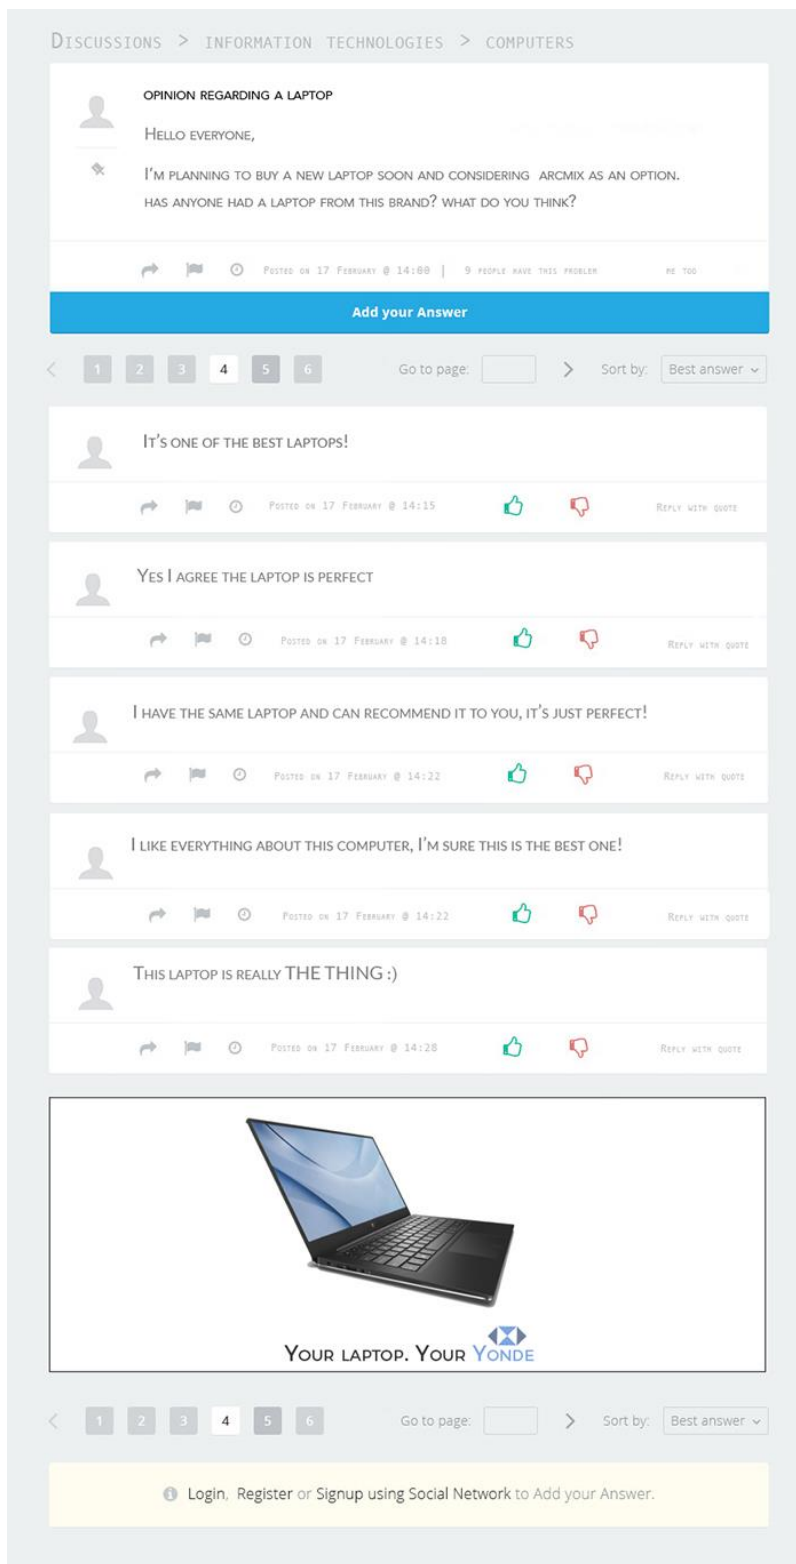 Discussions > information technologies > computers
OPINION REGARDING A LAPTOP
Hello everyone,
I'm planning to buy a new laptop soon and considering arcmix as an option.
has anyone had a laptop from this brand? what do you think?
Posted on 17 February @ 14:00 | 9 people have this problem me too
Add your Answer
< 1 2 3 4 5 6 Go to page: > Sort by: Best answer
It's one of the best laptops!
Posted on 17 February @ 14:15 Reply with quote
Yes I agree the laptop is perfect
Posted on 17 February @ 14:18 Reply with quote
I have the same laptop and can recommend it to you, it's just perfect!
Posted on 17 February @ 14:22 Reply with quote
I like everything about this computer, I'm sure this is the best one!
Posted on 17 February @ 14:22 Reply with quote
This laptop is really THE THING :)
Posted on 17 February @ 14:28 Reply with quote
Your laptop. Your Yonde
< 1 2 3 4 5 6 Go to page: > Sort by: Best answer
Login, Register or Signup using Social Network to Add your Answer.